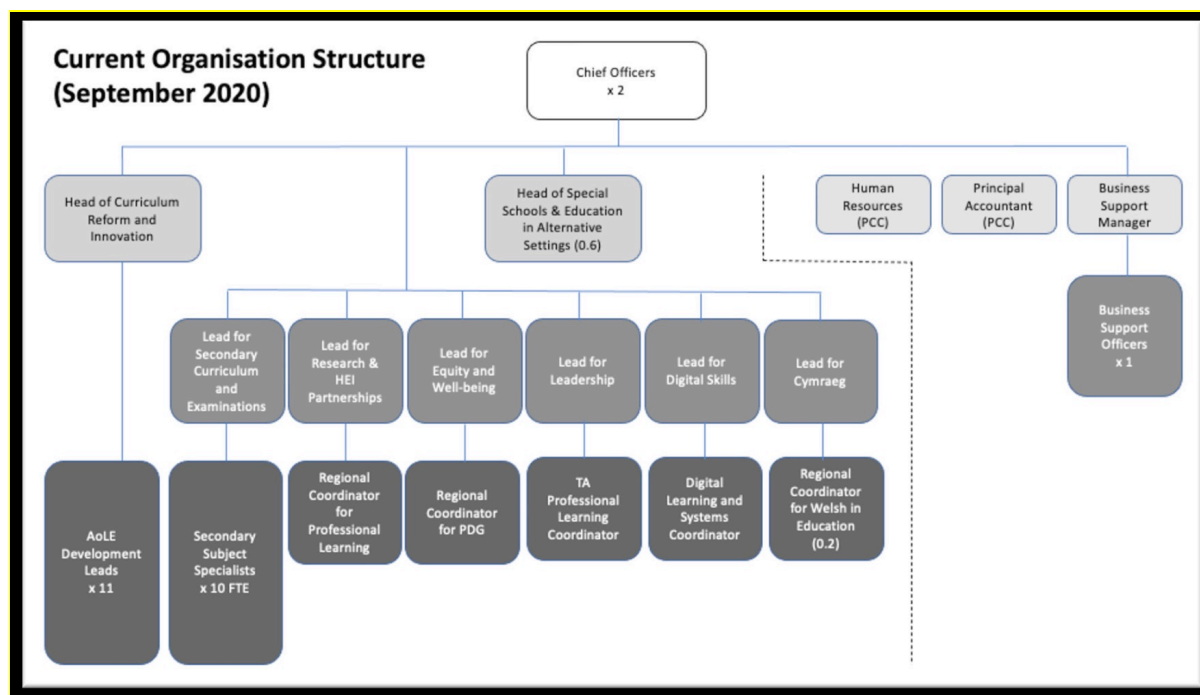 Current Organisation Structure
(September 2020)
Chief Officers
x 2
Head of Curriculum
Reform and
Innovation
Head of Special
Schools & Education
in Alternative
Settings (0.6)
Human
Resources
(PCC)
Principal
Accountant
(PCC)
Business
Support
Manager
Business
Support
Officers
x 1
Lead for
Secondary
Curriculum
and
Examinations
Lead for
Research &
HEI
Partnerships
Lead for
Equity and
Well-being
Lead for
Leadership
Lead for
Digital Skills
Lead for
Cymraeg
AoLE
Development
Leads
x 11
Secondary
Subject
Specialists
x 10 FTE
Regional
Coordinator
for
Professional
Learning
Regional
Coordinator
for PDG
TA
Professional
Learning
Coordinator
Digital
Learning and
Systems
Coordinator
Regional
Coordinator
for Welsh in
Education
(0.2)